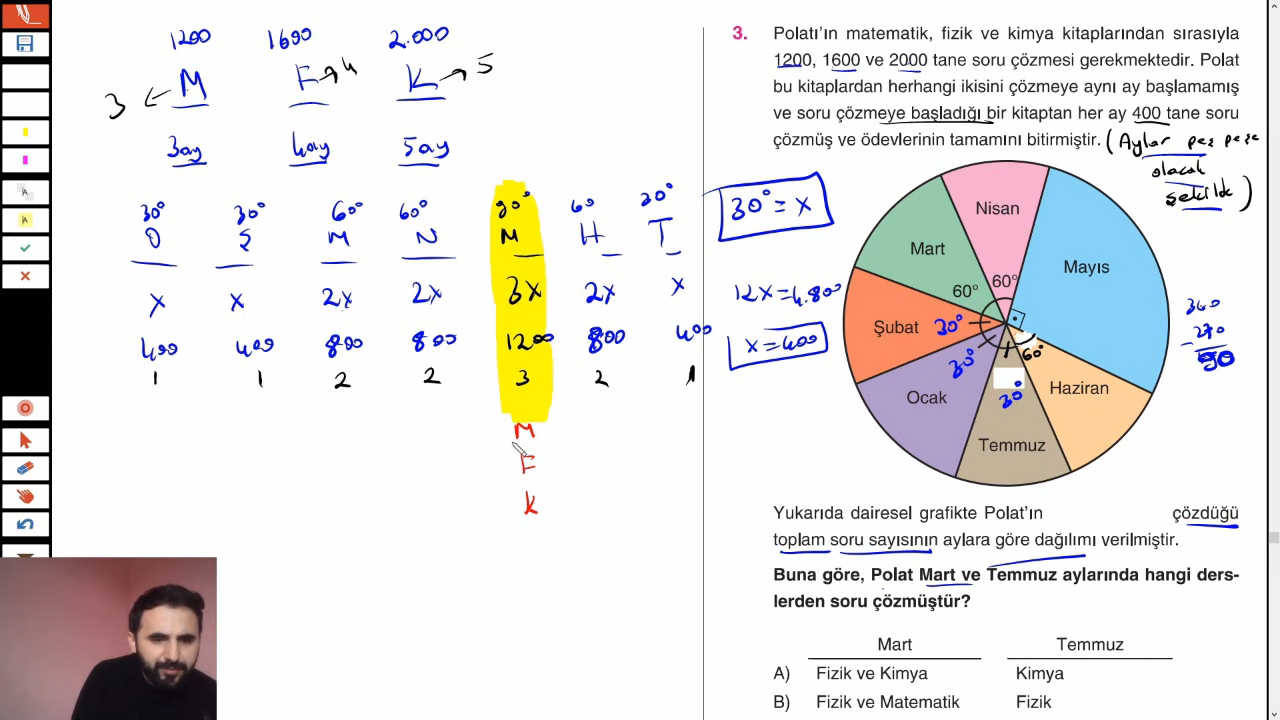 1200 1600 2.000
3 ← M F → 4 K → 5
3ay 4ay 5ay
30° 30° 60° 60° 90° 60 30°
O Ş M N M H T
x x 2x 2x 3x 2x x
400 400 800 800 1200 800 400
1 1 2 2 3 2 1
M
F
K
30° = x
12x = 4.800
x = 400
3. Polatı’ın matematik, fizik ve kimya kitaplarından sırasıyla
1200, 1600 ve 2000 tane soru çözmesi gerekmektedir. Polat
bu kitaplardan herhangi ikisini çözmeye aynı ay başlamamış
ve soru çözmeye başladığı bir kitaptan her ay 400 tane soru
çözmüş ve ödevlerinin tamamını bitirmiştir.
(Aylar peş peşe
olacak
şekilde)
Nisan
Mart
Mayıs
60° 60°
Şubat 30°
30° 60°
Ocak 30° Haziran
Temmuz
360
- 270
90
Yukarıda dairesel grafikte Polat’ın çözdüğü
toplam soru sayısının aylara göre dağılımı verilmiştir.
Buna göre, Polat Mart ve Temmuz aylarında hangi ders-
lerden soru çözmüştür?
Mart Temmuz
A) Fizik ve Kimya Kimya
B) Fizik ve Matematik Fizik